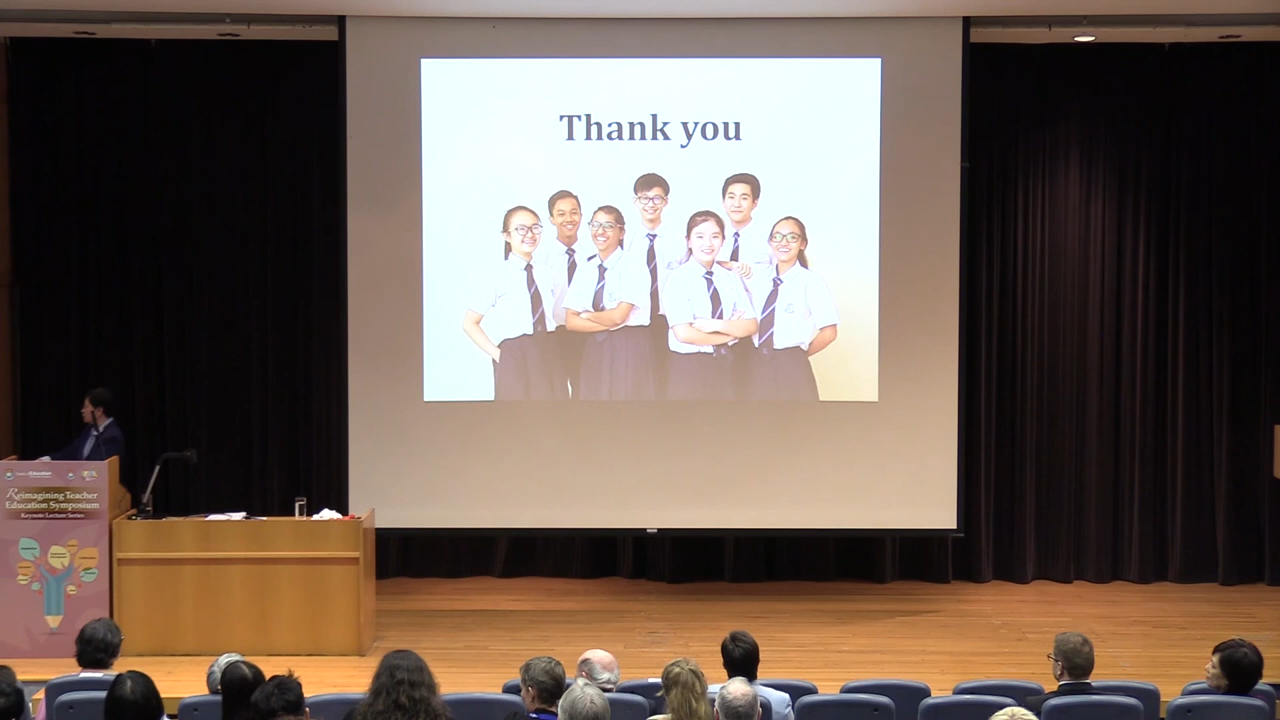 Thank you
Reimagining Teacher
Education Symposium
Keynote Lecture Series